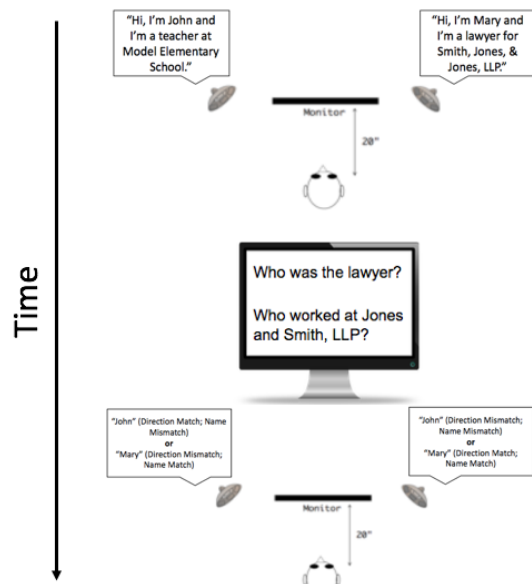 Time
“Hi, I’m John and
I’m a teacher at
Model Elementary
School.”
“Hi, I’m Mary and
I’m a lawyer for
Smith, Jones, &
Jones, LLP.”
Monitor
20"
Who was the lawyer?
Who worked at Jones
and Smith, LLP?
“John” (Direction Match; Name
Mismatch)
or
“Mary” (Direction Mismatch;
Name Match)
“John” (Direction Mismatch;
Name Mismatch)
or
“Mary” (Direction Match;
Name Match)
Monitor
20"